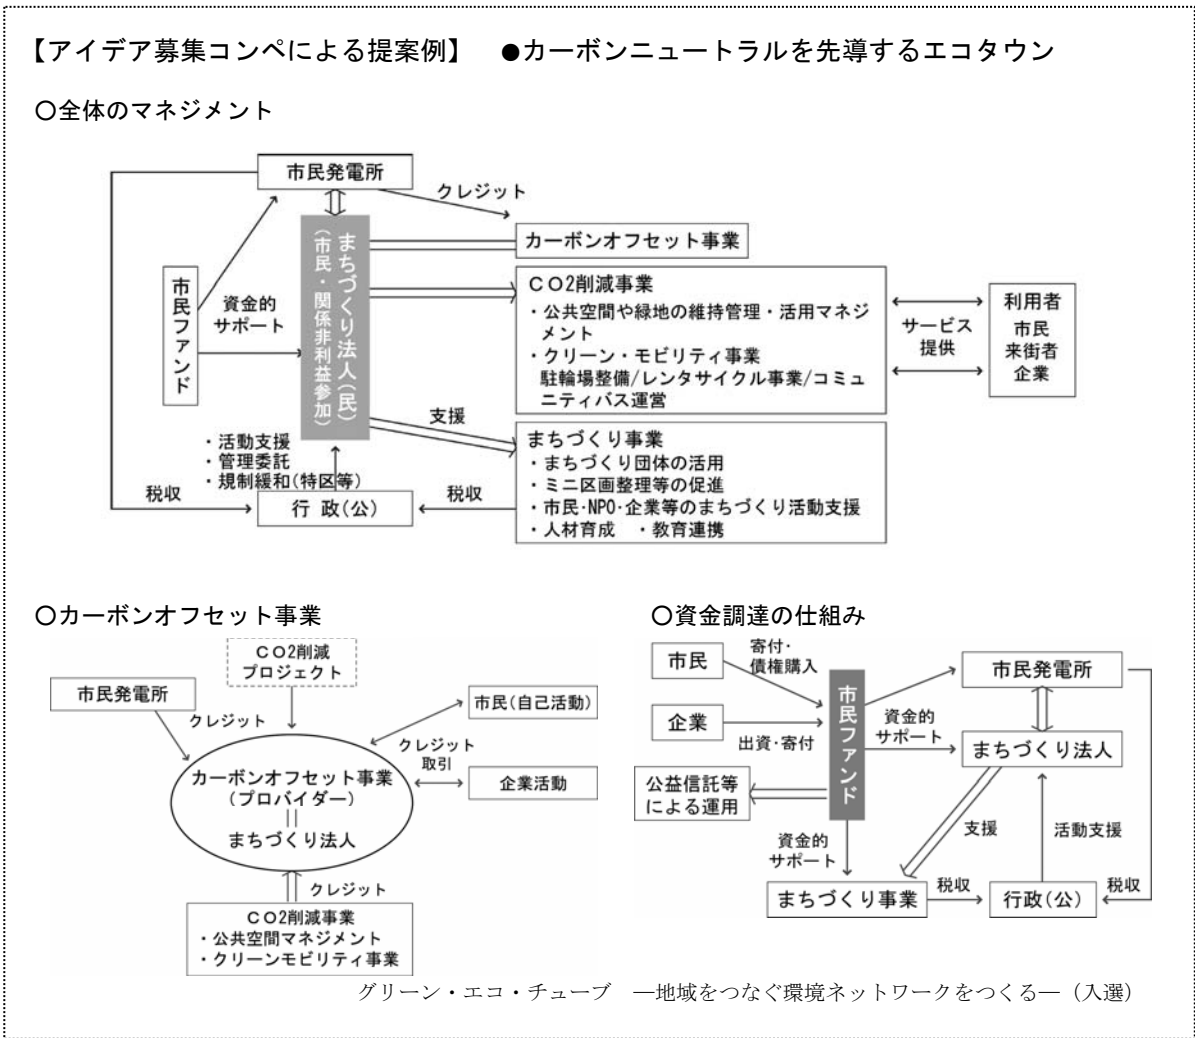 【アイデア募集コンペによる提案例】 ●カーボンニュートラルを先導するエコタウン
○全体のマネジメント
市民発電所
クレジット
カーボンオフセット事業
まちづくり法人(民)
(市民・関係非利益参加)
市民ファンド
資金的
サポート
CO2削減事業
・公共空間や緑地の維持管理・活用マネジ
メント
・クリーン・モビリティ事業
駐輪場整備/レンタサイクル事業/コミュ
ニティバス運営
サービス
提供
利用者
市民
来街者
企業
支援
まちづくり事業
・まちづくり団体の活用
・ミニ区画整理等の促進
・市民・NPO・企業等のまちづくり活動支援
・人材育成 ・教育連携
・活動支援
・管理委託
・規制緩和(特区等)
税収
行政(公)
税収
○カーボンオフセット事業
CO2削減
プロジェクト
市民発電所
クレジット
市民(自己活動)
クレジット
取引
企業活動
カーボンオフセット事業
(プロバイダー)
まちづくり法人
クレジット
CO2削減事業
・公共空間マネジメント
・クリーンモビリティ事業
○資金調達の仕組み
市民
寄付・
債権購入
企業
出資・寄付
市民ファンド
市民発電所
資金的
サポート
まちづくり法人
公益信託等
による運用
資金的
サポート
支援
活動支援
まちづくり事業
税収
行政(公)
税収
グリーン・エコ・チューブ ―地域をつなぐ環境ネットワークをつくる―(入選)